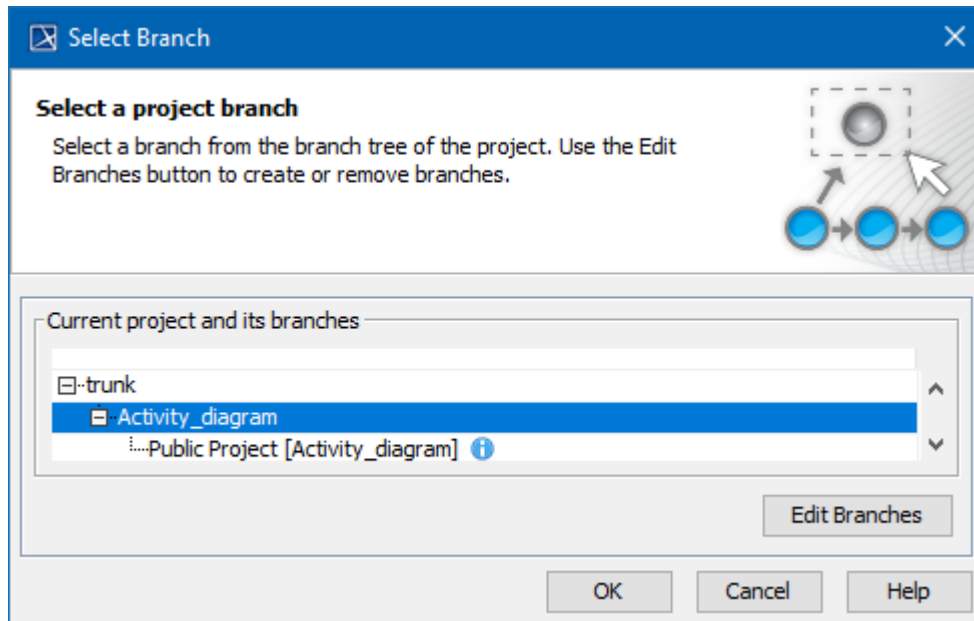 Select Branch
Select a project branch
Select a branch from the branch tree of the project. Use the Edit
Branches button to create or remove branches.
Current project and its branches
trunk
Activity_diagram
Public Project [Activity_diagram]
Edit Branches
OK Cancel Help